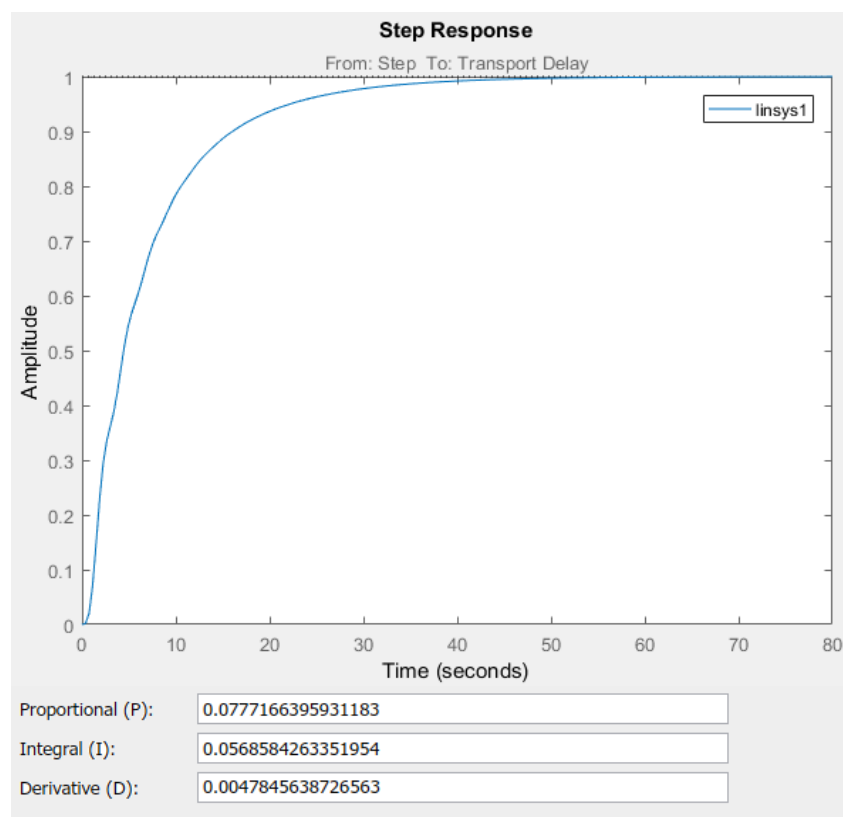 Step Response
From: Step To: Transport Delay
linsys1
1
0.9
0.8
0.7
0.6
0.5
0.4
0.3
0.2
0.1
0
Amplitude
0 10 20 30 40 50 60 70 80
Time (seconds)
Proportional (P): 0.0777166395931183
Integral (I): 0.0568584263351954
Derivative (D): 0.0047845638726563